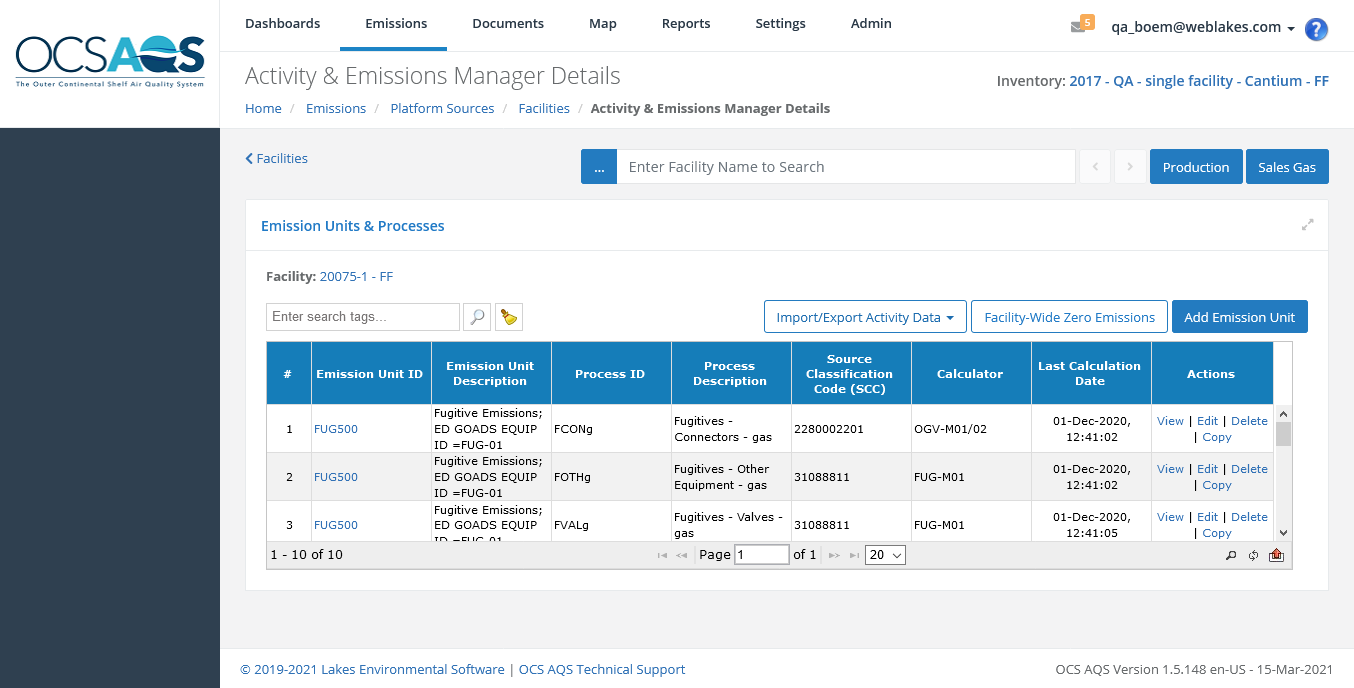 OCSAQS
The Outer Continental Shelf Air Quality System
Dashboards Emissions Documents Map Reports Settings Admin 5 qa_boem@weblakes.com ?
Activity & Emissions Manager Details
Inventory: 2017 - QA - single facility - Cantium - FF
Home / Emissions / Platform Sources / Facilities / Activity & Emissions Manager Details
Facilities
... Enter Facility Name to Search < > Production Sales Gas
Emission Units & Processes
Facility: 20075-1 - FF
Enter search tags... Import/Export Activity Data Facility-Wide Zero Emissions Add Emission Unit
# Emission Unit ID Emission Unit Description Process ID Process Description Source Classification Code (SCC) Calculator Last Calculation Date Actions
1 FUG500 Fugitive Emissions; ED GOADS EQUIP ID =FUG-01 FCONg Fugitives - Connectors - gas 2280002201 OGV-M01/02 01-Dec-2020, 12:41:02 View | Edit | Delete | Copy
2 FUG500 Fugitive Emissions; ED GOADS EQUIP ID =FUG-01 FOTHg Fugitives - Other Equipment - gas 31088811 FUG-M01 01-Dec-2020, 12:41:02 View | Edit | Delete | Copy
3 FUG500 Fugitive Emissions; ED GOADS EQUIP ID =FUG-01 FVALg Fugitives - Valves - gas 31088811 FUG-M01 01-Dec-2020, 12:41:05 View | Edit | Delete | Copy
1 - 10 of 10 Page 1 of 1 20
© 2019-2021 Lakes Environmental Software | OCS AQS Technical Support
OCS AQS Version 1.5.148 en-US - 15-Mar-2021